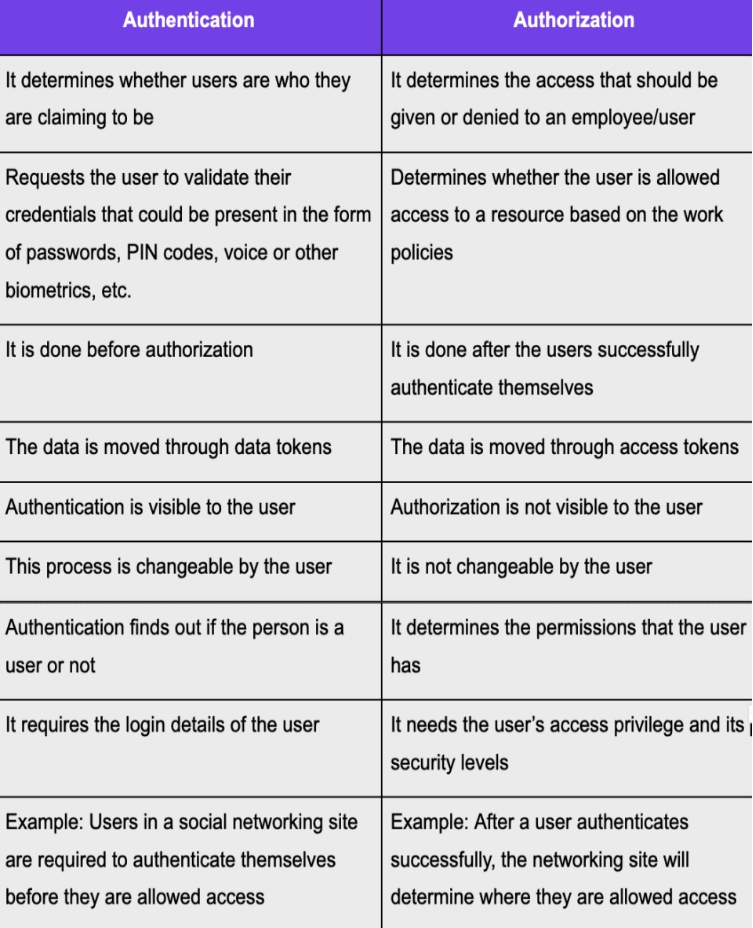 Authentication
Authorization
It determines whether users are who they
are claiming to be
It determines the access that should be
given or denied to an employee/user
Requests the user to validate their
credentials that could be present in the form
of passwords, PIN codes, voice or other
biometrics, etc.
Determines whether the user is allowed
access to a resource based on the work
policies
It is done before authorization
It is done after the users successfully
authenticate themselves
The data is moved through data tokens
The data is moved through access tokens
Authentication is visible to the user
Authorization is not visible to the user
This process is changeable by the user
It is not changeable by the user
Authentication finds out if the person is a
user or not
It determines the permissions that the user
has
It requires the login details of the user
It needs the user’s access privilege and its
security levels
Example: Users in a social networking site
are required to authenticate themselves
before they are allowed access
Example: After a user authenticates
successfully, the networking site will
determine where they are allowed access